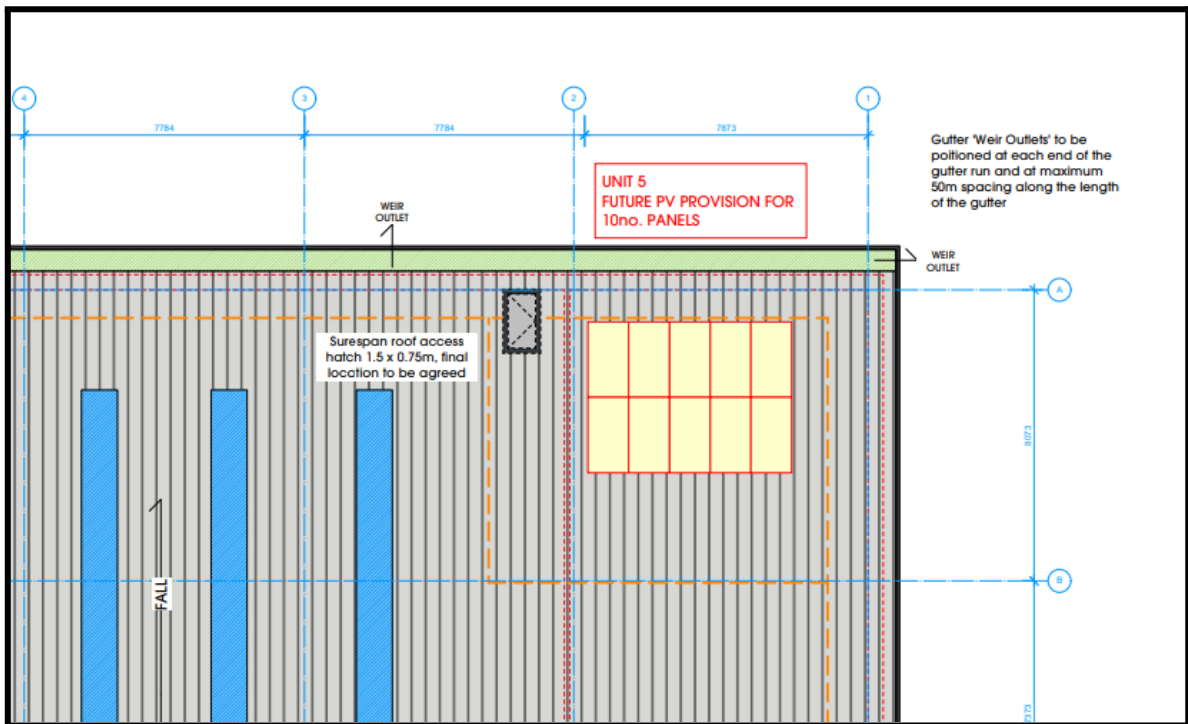 4
3
2
1
7784
7784
7873
Gutter 'Weir Outlets' to be
poitioned at each end of the
gutter run and at maximum
50m spacing along the length
of the gutter
UNIT 5
FUTURE PV PROVISION FOR
10no. PANELS
WEIR
OUTLET
WEIR
OUTLET
A
Surespan roof access
hatch 1.5 x 0.75m, final
location to be agreed
8073
B
FALL
7373